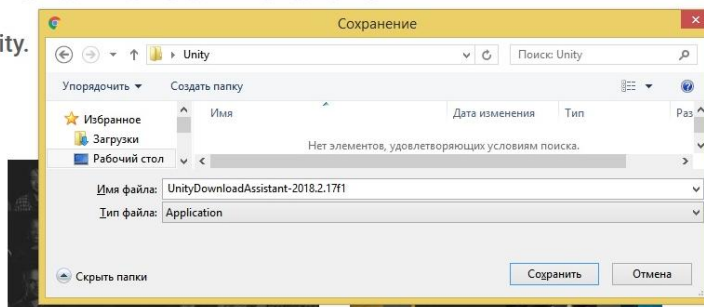 Сохранение
ity.
Unity
Поиск: Unity
Упорядочить
Создать папку
Избранное
Загрузки
Рабочий стол
Имя
Дата изменения
Тип
Раз
Нет элементов, удовлетворяющих условиям поиска.
Имя файла: UnityDownloadAssistant-2018.2.17f1
Тип файла: Application
Скрыть папки
Сохранить
Отмена